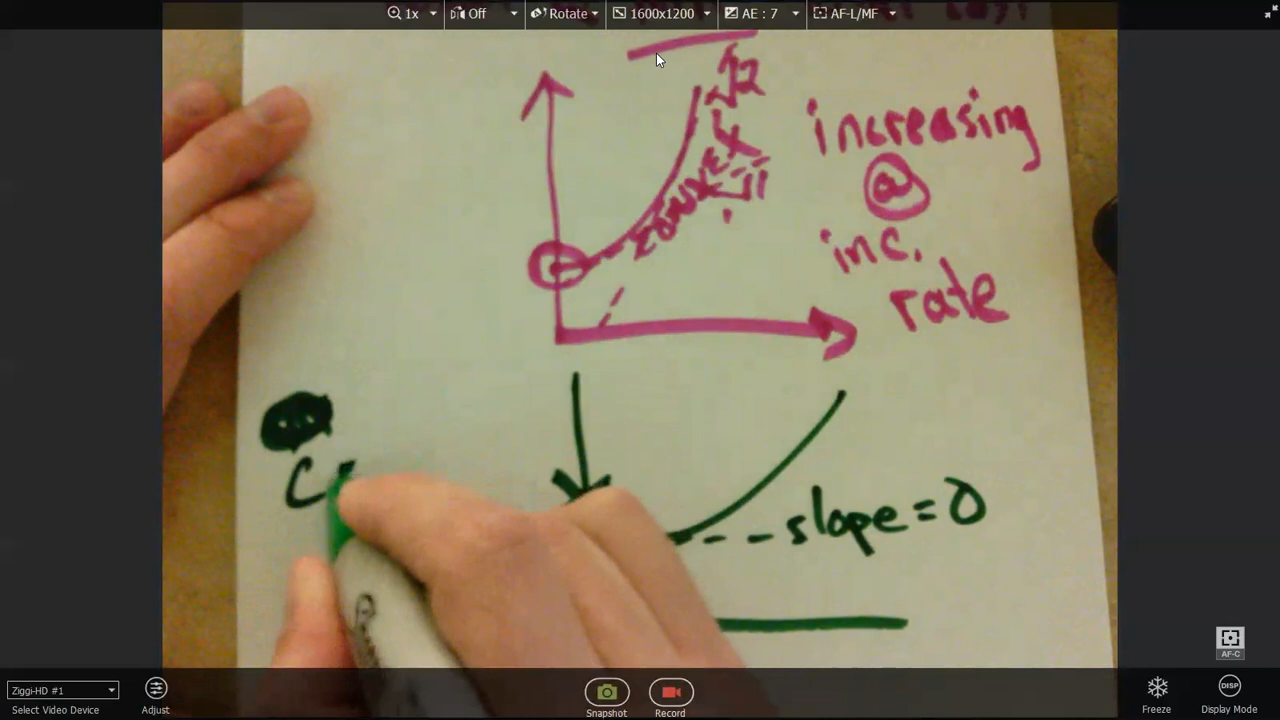 1x
Off
Rotate
1600x1200
AE : 7
AF-L/MF
increasing
@
inc.
rate
convex
slope = 0
C
AF-C
Ziggi-HD #1
Select Video Device
Adjust
Snapshot
Record
Freeze
DISP
Display Mode